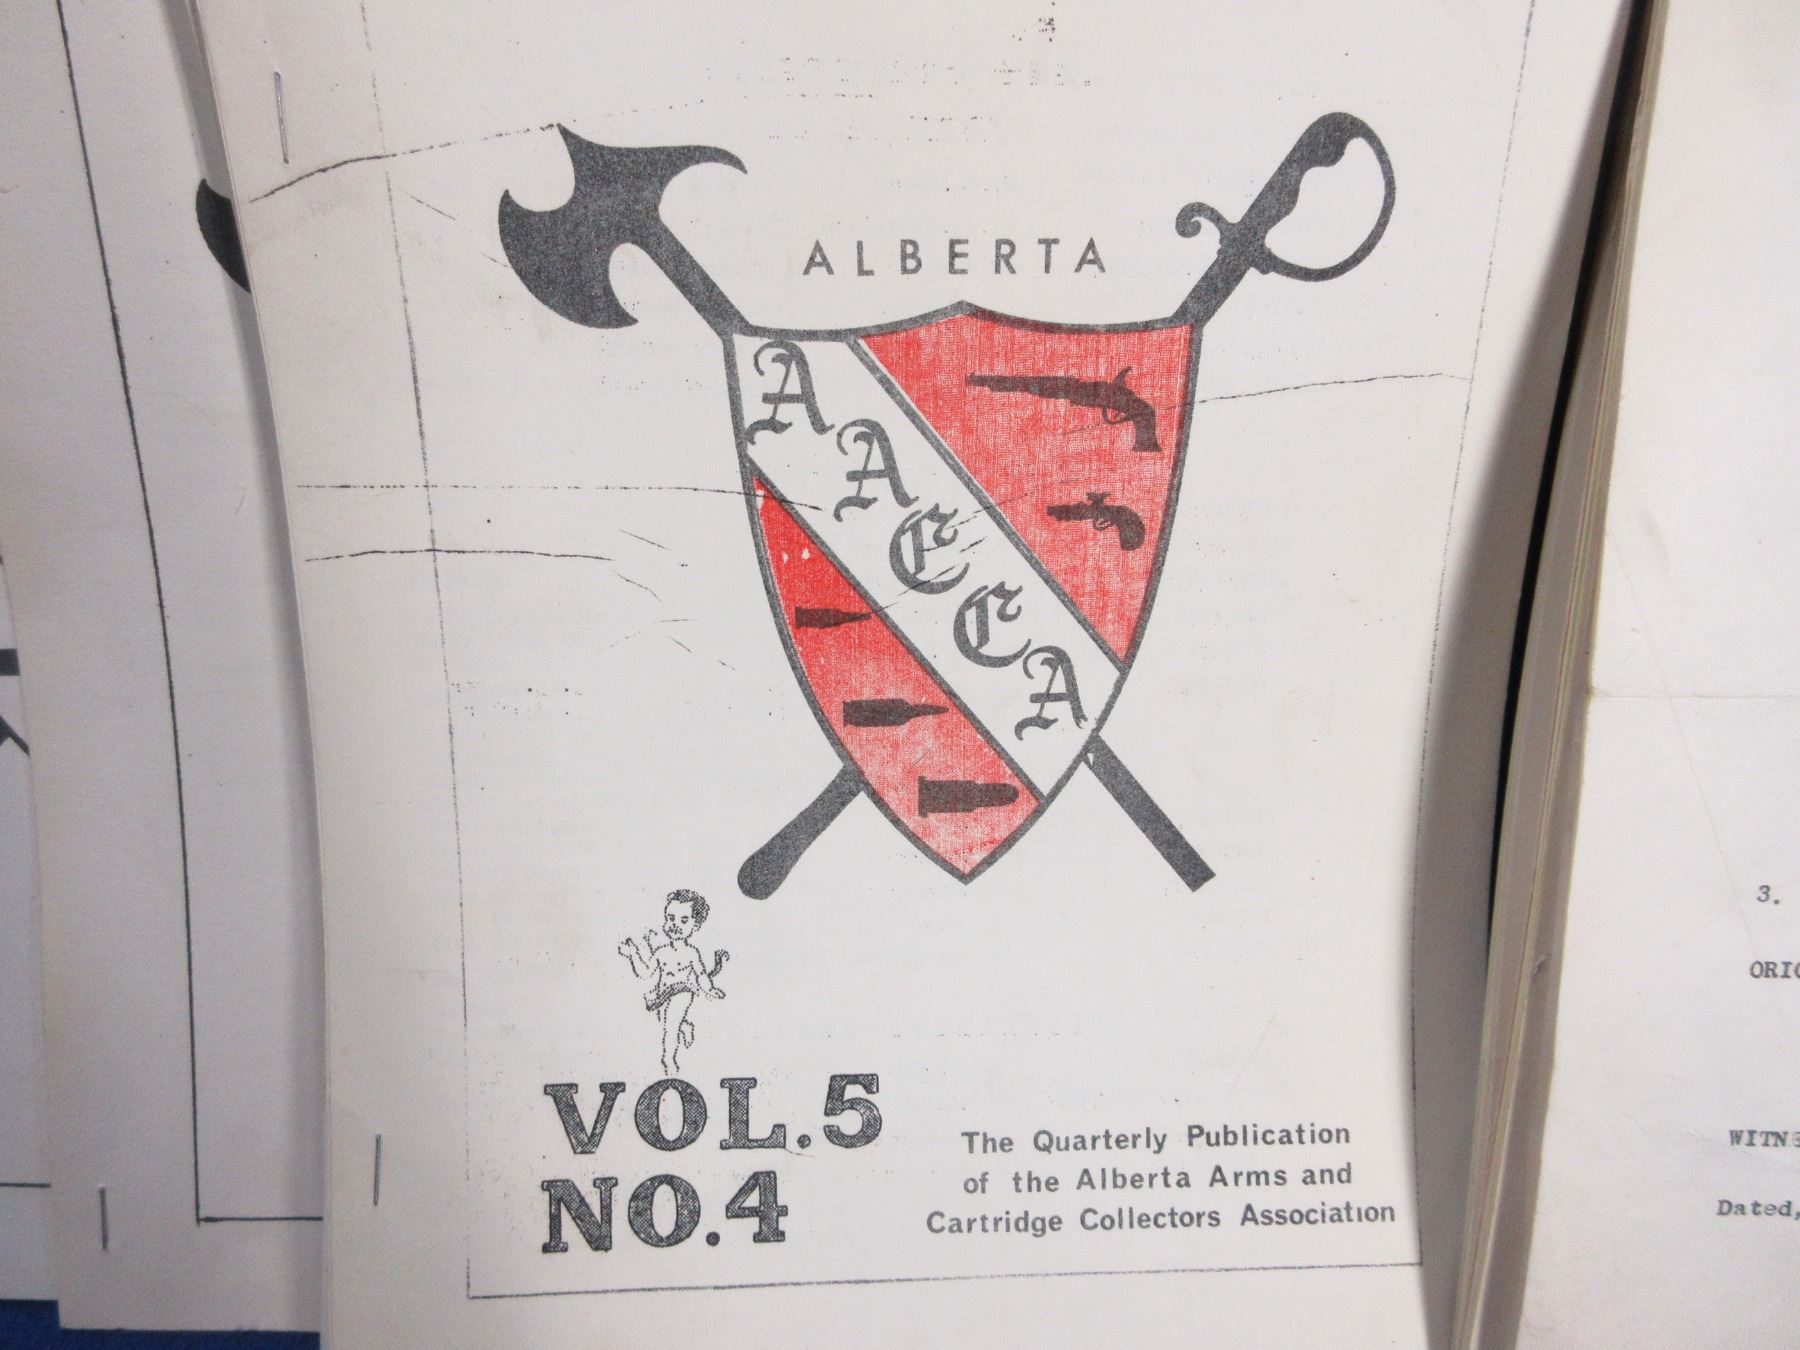 ALBERTA
AACCA
VOL.5
NO.4
The Quarterly Publication
of the Alberta Arms and
Cartridge Collectors Association
3.
Dated,